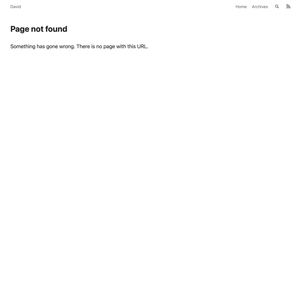 David
Home Archives
Page not found
Something has gone wrong. There is no page with this URL.